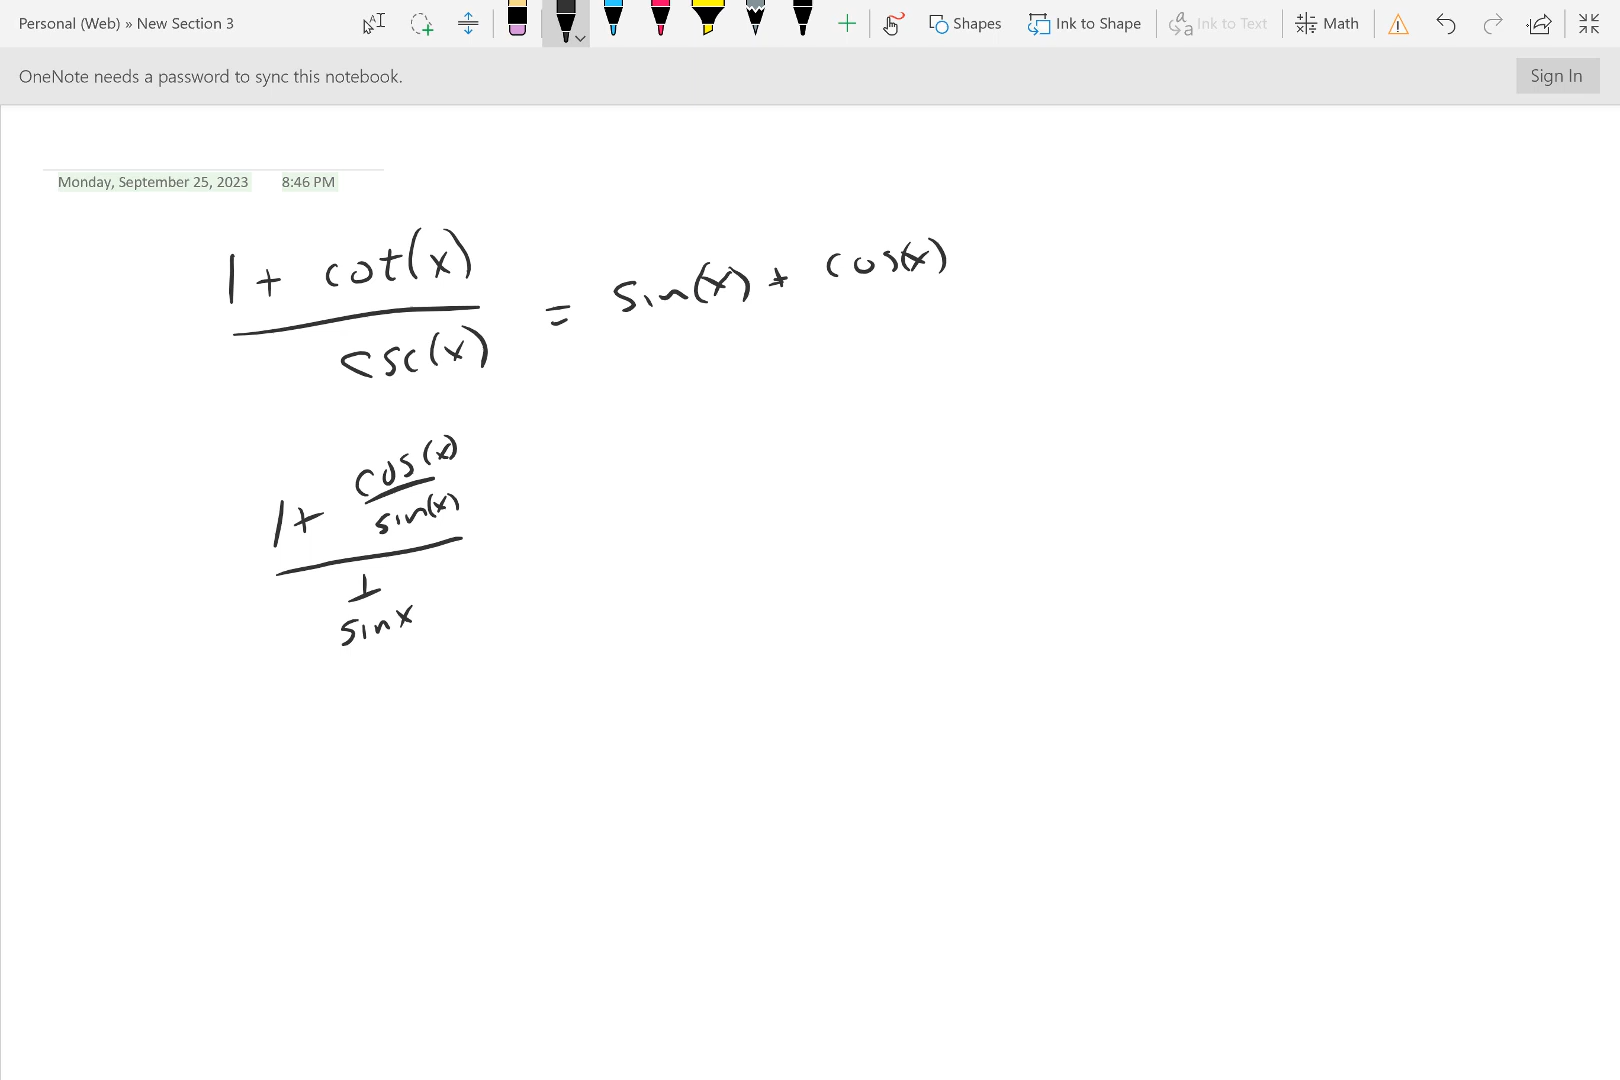 Personal (Web) » New Section 3
Shapes
Ink to Shape
Ink to Text
Math
OneNote needs a password to sync this notebook.
Sign In
Monday, September 25, 2023 8:46 PM
1 + cot(x)
= sin(x) + cos(x)
csc(x)
cos(x)
1+
sin(x)
1
sin x